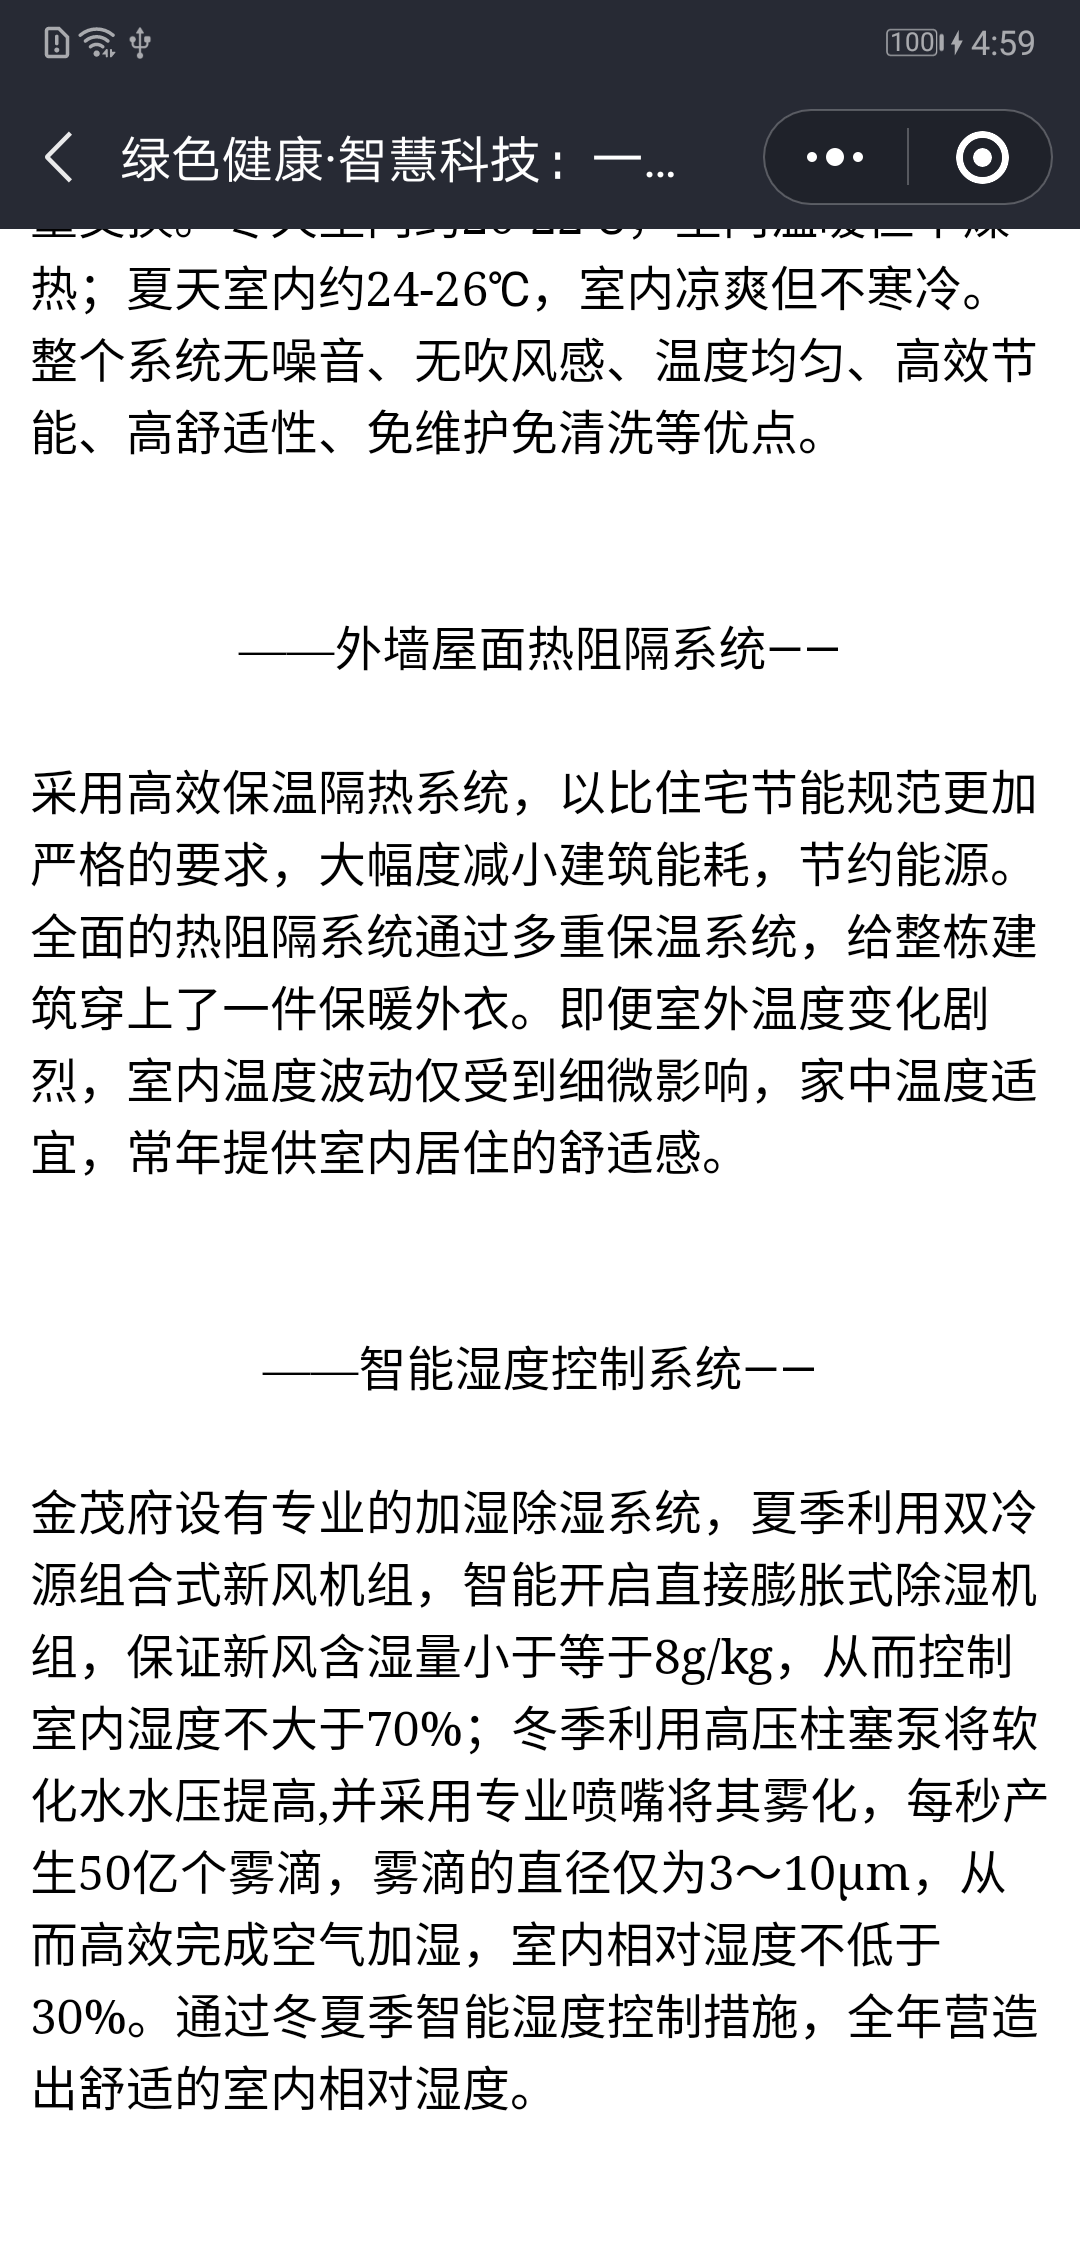 100 4:59
绿色健康·智慧科技：一...
热；夏天室内约24-26℃，室内凉爽但不寒冷。
整个系统无噪音、无吹风感、温度均匀、高效节
能、高舒适性、免维护免清洗等优点。
——外墙屋面热阻隔系统——
采用高效保温隔热系统，以比住宅节能规范更加
严格的要求，大幅度减小建筑能耗，节约能源。
全面的热阻隔系统通过多重保温系统，给整栋建
筑穿上了一件保暖外衣。即便室外温度变化剧
烈，室内温度波动仅受到细微影响，家中温度适
宜，常年提供室内居住的舒适感。
——智能湿度控制系统——
金茂府设有专业的加湿除湿系统，夏季利用双冷
源组合式新风机组，智能开启直接膨胀式除湿机
组，保证新风含湿量小于等于8g/kg，从而控制
室内湿度不大于70%；冬季利用高压柱塞泵将软
化水水压提高,并采用专业喷嘴将其雾化，每秒产
生50亿个雾滴，雾滴的直径仅为3～10μm，从
而高效完成空气加湿，室内相对湿度不低于
30%。通过冬夏季智能湿度控制措施，全年营造
出舒适的室内相对湿度。